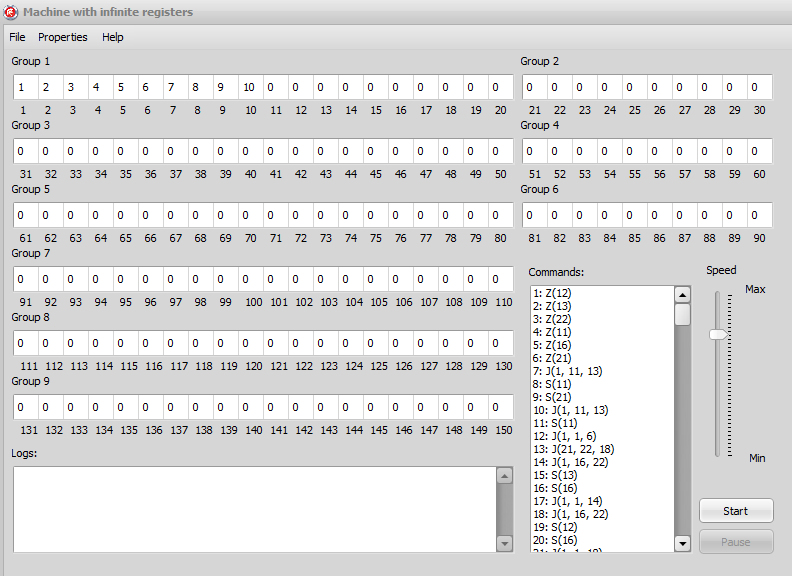 Machine with infinite registers
File Properties Help
Group 1
1 2 3 4 5 6 7 8 9 10 0 0 0 0 0 0 0 0 0 0
1 2 3 4 5 6 7 8 9 10 11 12 13 14 15 16 17 18 19 20
Group 2
0 0 0 0 0 0 0 0 0 0
21 22 23 24 25 26 27 28 29 30
Group 3
0 0 0 0 0 0 0 0 0 0 0 0 0 0 0 0 0 0 0 0
31 32 33 34 35 36 37 38 39 40 41 42 43 44 45 46 47 48 49 50
Group 4
0 0 0 0 0 0 0 0 0 0
51 52 53 54 55 56 57 58 59 60
Group 5
0 0 0 0 0 0 0 0 0 0 0 0 0 0 0 0 0 0 0 0
61 62 63 64 65 66 67 68 69 70 71 72 73 74 75 76 77 78 79 80
Group 6
0 0 0 0 0 0 0 0 0 0
81 82 83 84 85 86 87 88 89 90
Group 7
0 0 0 0 0 0 0 0 0 0 0 0 0 0 0 0 0 0 0 0
91 92 93 94 95 96 97 98 99 100 101 102 103 104 105 106 107 108 109 110
Group 8
0 0 0 0 0 0 0 0 0 0 0 0 0 0 0 0 0 0 0 0
111 112 113 114 115 116 117 118 119 120 121 122 123 124 125 126 127 128 129 130
Group 9
0 0 0 0 0 0 0 0 0 0 0 0 0 0 0 0 0 0 0 0
131 132 133 134 135 136 137 138 139 140 141 142 143 144 145 146 147 148 149 150
Logs:
Commands:
1: Z(12)
2: Z(13)
3: Z(22)
4: Z(11)
5: Z(16)
6: Z(21)
7: J(1, 11, 13)
8: S(11)
9: S(21)
10: J(1, 11, 13)
11: S(11)
12: J(1, 1, 6)
13: J(21, 22, 18)
14: J(1, 16, 22)
15: S(13)
16: S(16)
17: J(1, 1, 14)
18: J(1, 16, 22)
19: S(12)
20: S(16)
Speed
Max
Min
Start
Pause